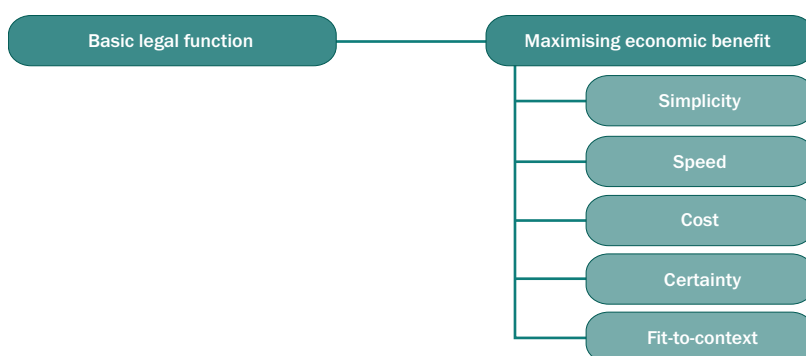 Basic legal function
Maximising economic benefit
Simplicity
Speed
Cost
Certainty
Fit-to-context